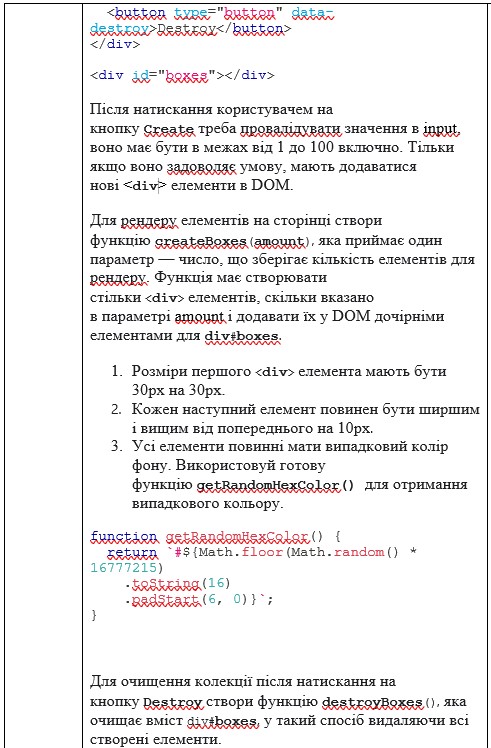 <button type="button" data-
destroy>Destroy</button>
</div>
<div id="boxes"></div>
Після натискання користувачем на
кнопку Create треба провалідувати значення в input,
воно має бути в межах від 1 до 100 включно. Тільки
якщо воно задоволяє умову, мають додаватися
нові <div> елементи в DOM.
Для рендеру елементів на сторінці створи
функцію createBoxes(amount), яка приймає один
параметр — число, що зберігає кількість елементів для
рендеру. Функція має створювати
стільки <div> елементів, скільки вказано
в параметрі amount і додавати їх у DOM дочірніми
елементами для div#boxes.
1. Розміри першого <div> елемента мають бути
30px на 30px.
2. Кожен наступний елемент повинен бути ширшим
і вищим від попереднього на 10px.
3. Усі елементи повинні мати випадковий колір
фону. Використовуй готову
функцію getRandomHexColor() для отримання
випадкового кольору.
function getRandomHexColor() {
return `#${Math.floor(Math.random() *
16777215)
.toString(16)
.padStart(6, 0)}`;
}
Для очищення колекції після натискання на
кнопку Destroy створи функцію destroyBoxes(), яка
очищає вміст div#boxes, у такий спосіб видаляючи всі
створені елементи.